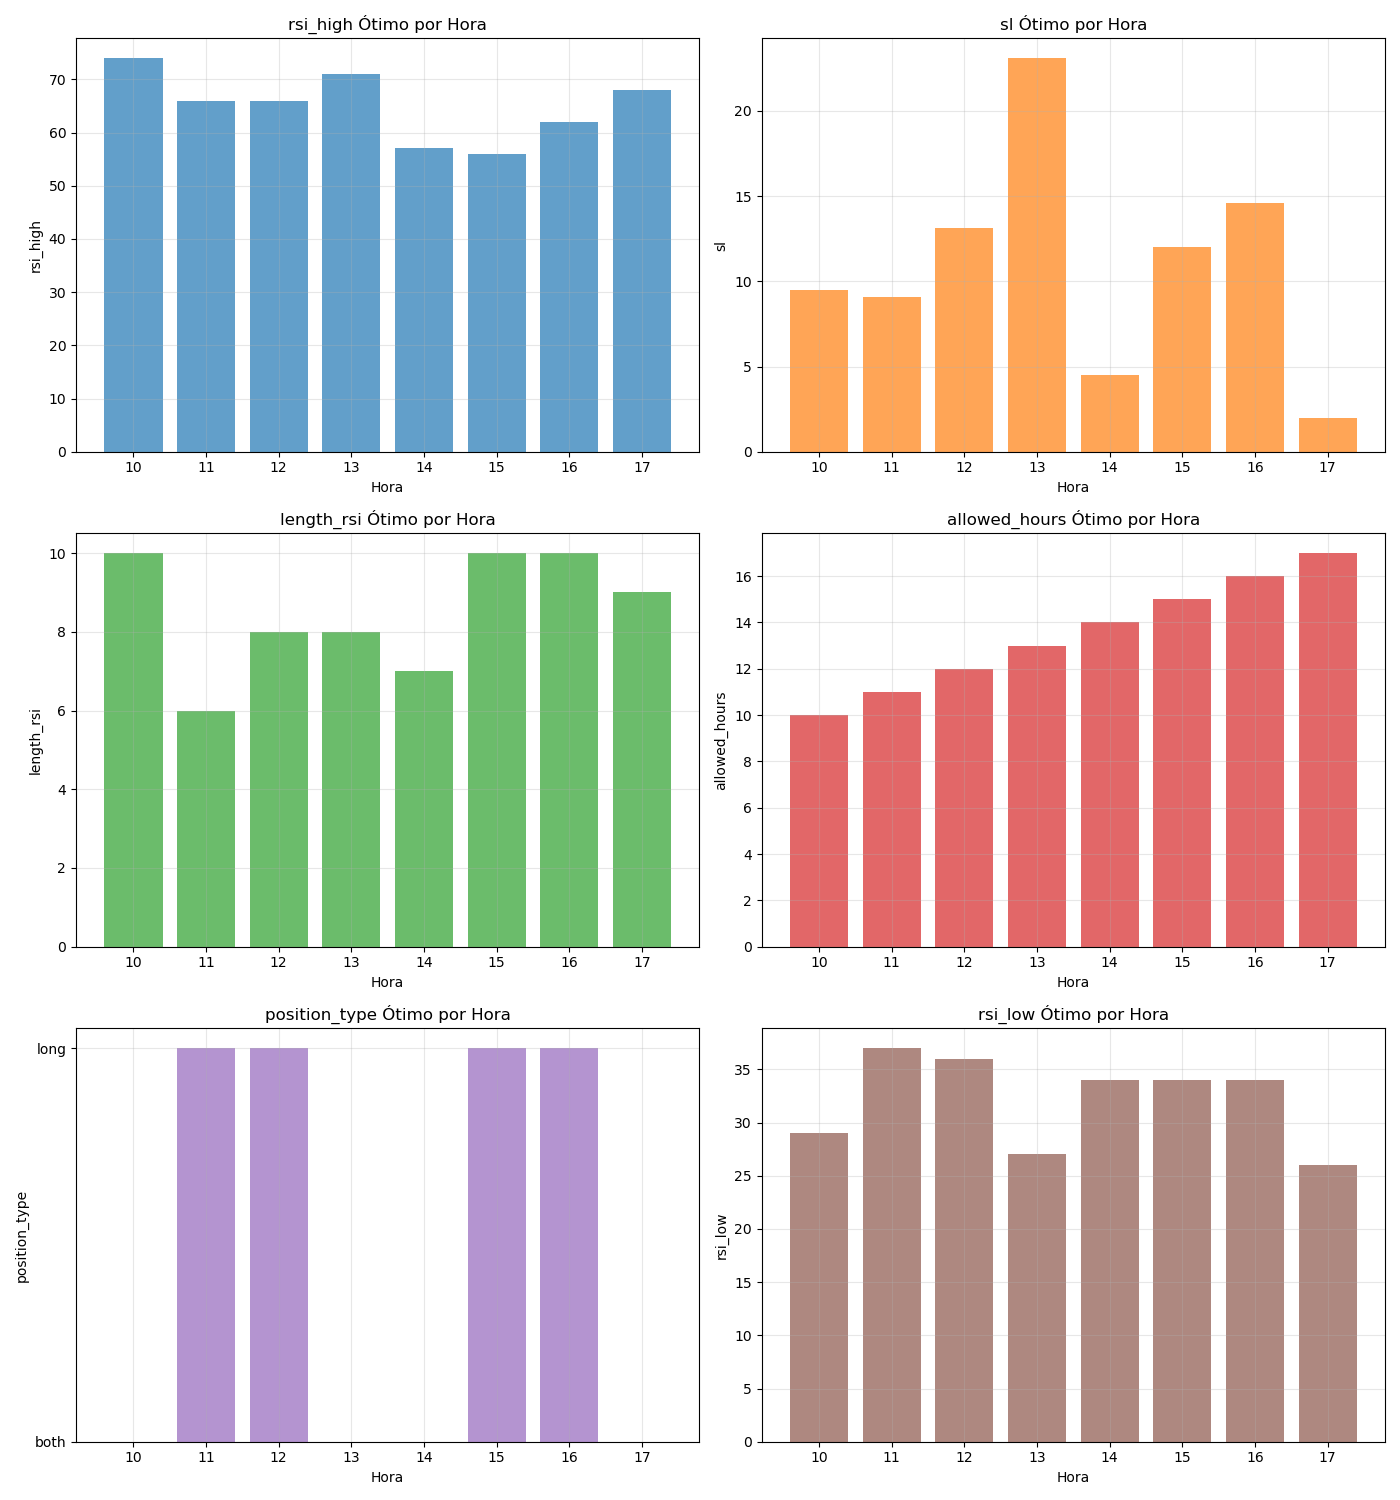 rsi_high Ótimo por Hora
70
60
50
40
30
20
10
0
rsi_high
10 11 12 13 14 15 16 17
Hora
sl Ótimo por Hora
20
15
10
5
0
sl
10 11 12 13 14 15 16 17
Hora
length_rsi Ótimo por Hora
10
8
6
4
2
0
length_rsi
10 11 12 13 14 15 16 17
Hora
allowed_hours Ótimo por Hora
16
14
12
10
8
6
4
2
0
allowed_hours
10 11 12 13 14 15 16 17
Hora
position_type Ótimo por Hora
long
both
position_type
10 11 12 13 14 15 16 17
Hora
rsi_low Ótimo por Hora
35
30
25
20
15
10
5
0
rsi_low
10 11 12 13 14 15 16 17
Hora